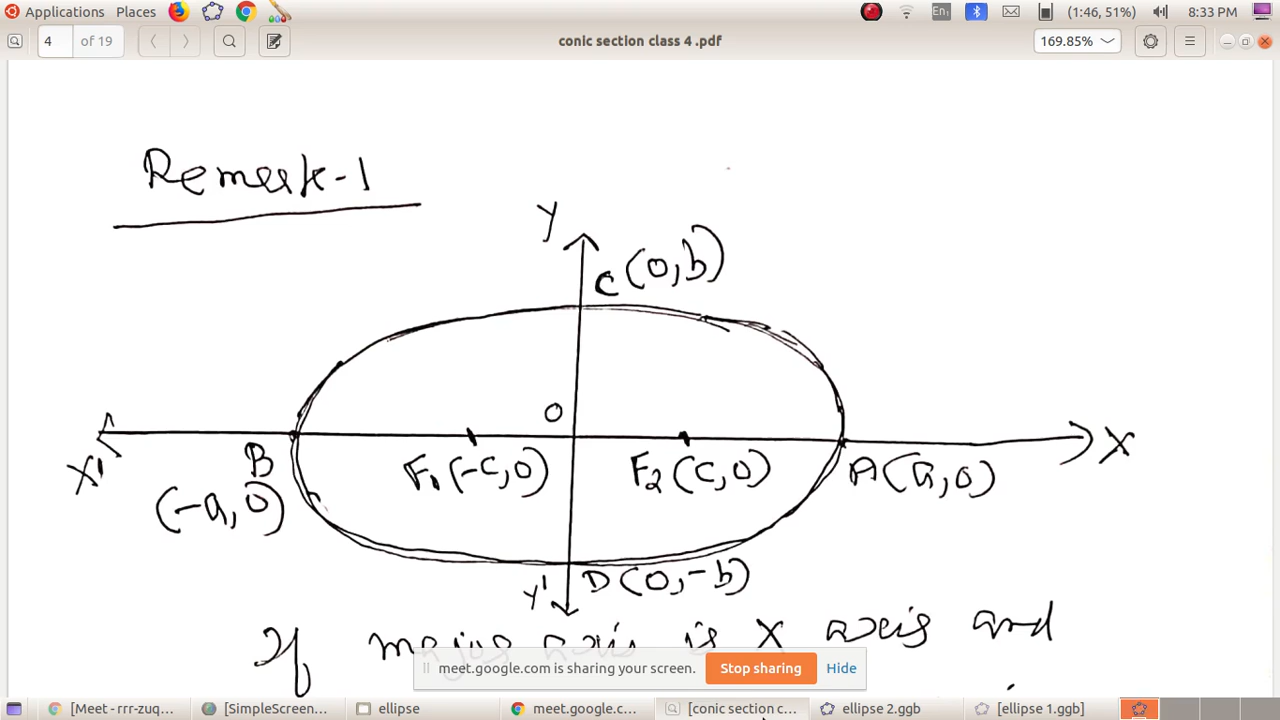 Applications Places En₁ (1:46, 51%) 8:33 PM
4 of 19 conic section class 4 .pdf 169.85%
Remark-1
Y
C (0, b)
O
X' B F₁(-c,0) F₂ (c,0) A(a,0) X
(-a, 0)
Y' D (0, -b)
If major axis is X axis and
meet.google.com is sharing your screen. Stop sharing Hide
[Meet - rrr-zuq... [SimpleScreen... ellipse meet.google.c... [conic section c... ellipse 2.ggb [ellipse 1.ggb]